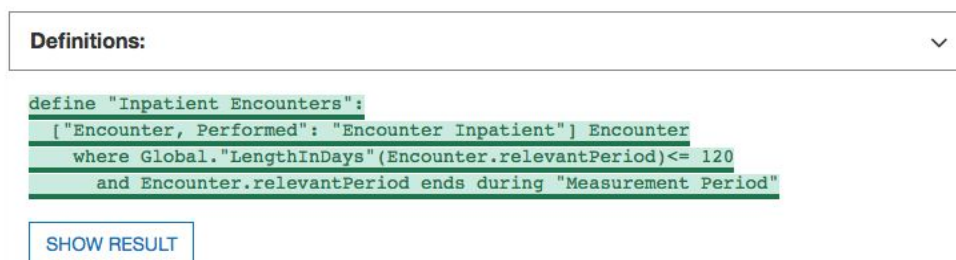 Definitions:
define "Inpatient Encounters":
["Encounter, Performed": "Encounter Inpatient"] Encounter
where Global."LengthInDays"(Encounter.relevantPeriod)<= 120
and Encounter.relevantPeriod ends during "Measurement Period"
SHOW RESULT